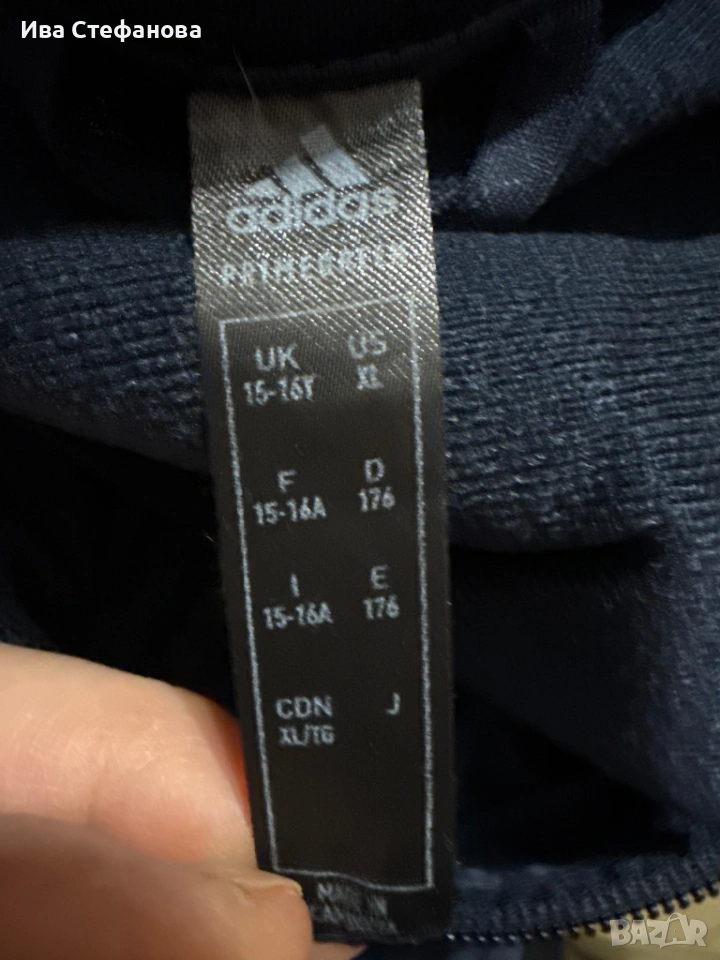 Ива Стефанова
adidas
PRIMEGREEN
UK US
15-16Y XL
F D
15-16A 176
I E
15-16A 176
CDN J
XL/TG
MADE IN
CAMBODIA
BAZAR